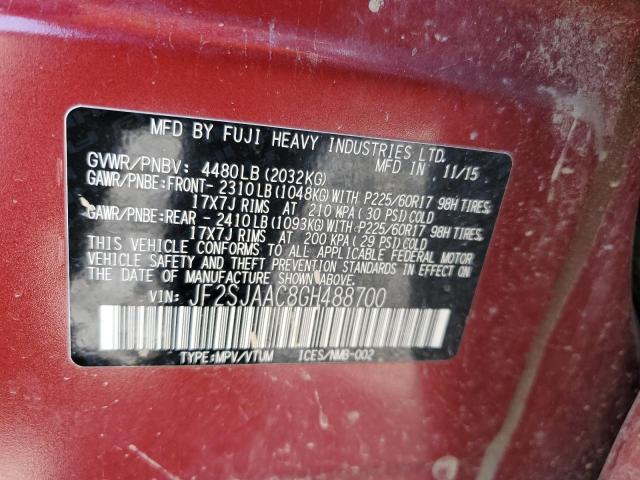 MFD BY FUJI HEAVY INDUSTRIES LTD.
GVWR/PNBV: 4480LB (2032KG) MFD IN 11/15
GAWR/PNBE:FRONT- 2310LB (1048KG) WITH P225/60R17 98H TIRES,
17X7J RIMS AT 210 KPA (30 PSI) COLD
GAWR/PNBE:REAR - 2410LB (1093KG) WITH P225/60R17 98H TIRES,
17X7J RIMS AT 200 KPA (29 PSI) COLD
THIS VEHICLE CONFORMS TO ALL APPLICABLE FEDERAL MOTOR
VEHICLE SAFETY AND THEFT PREVENTION STANDARDS IN EFFECT ON
THE DATE OF MANUFACTURE SHOWN ABOVE.
VIN: JF2SJAAC8GH488700
TYPE:MPV/VTUM ICES/NMB-002